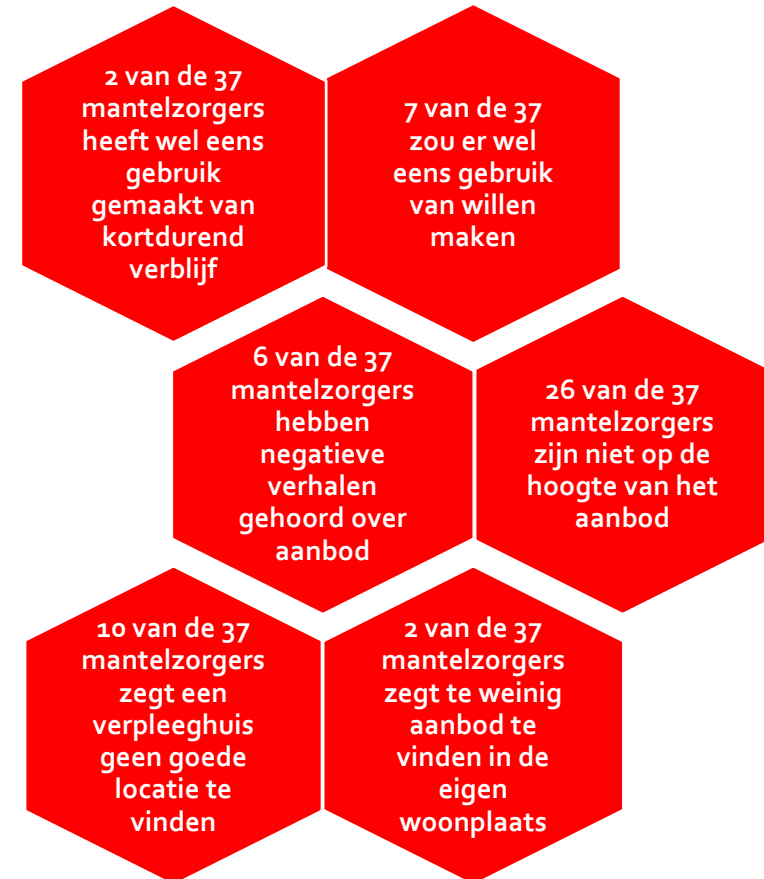 2 van de 37
mantelzorgers
heeft wel eens
gebruik
gemaakt van
kortdurend
verblijf
7 van de 37
zou er wel
eens gebruik
van willen
maken
6 van de 37
mantelzorgers
hebben
negatieve
verhalen
gehoord over
aanbod
26 van de 37
mantelzorgers
zijn niet op de
hoogte van het
aanbod
10 van de 37
mantelzorgers
zegt een
verpleeghuis
geen goede
locatie te
vinden
2 van de 37
mantelzorgers
zegt te weinig
aanbod te
vinden in de
eigen
woonplaats